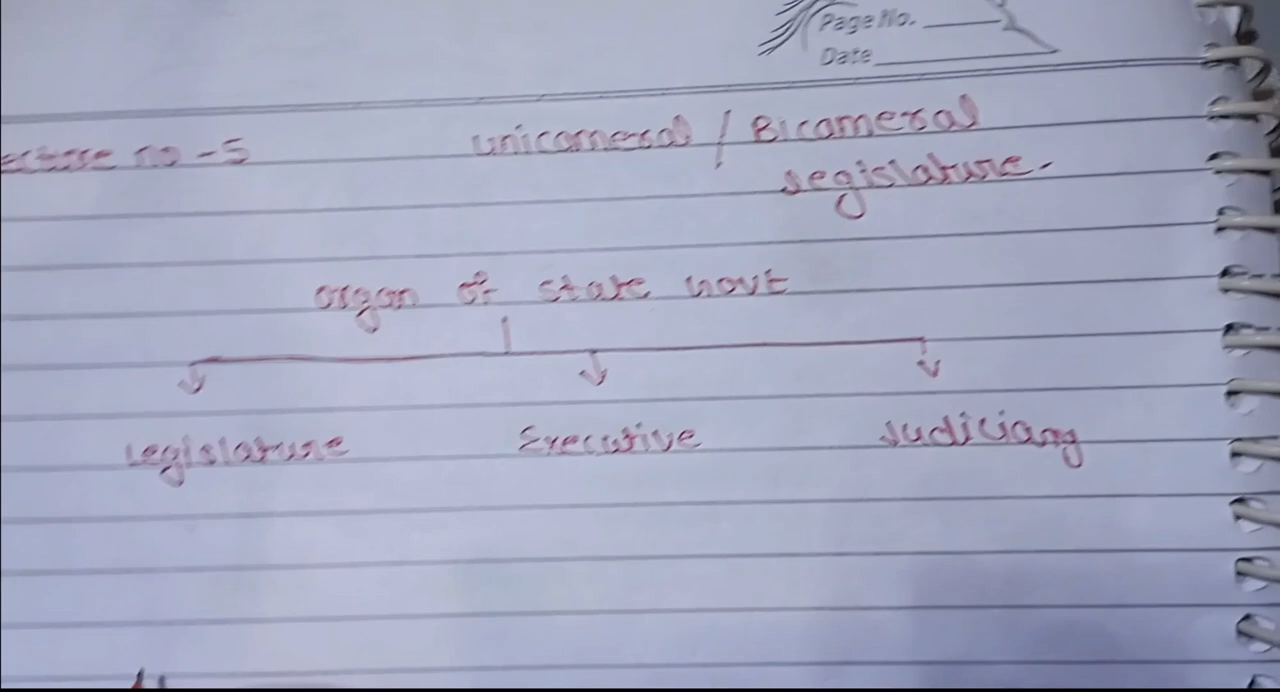 Page No.
Date
ecture no - 5 unicameral / Bicameral
legislature.
organ of state Govt
Legislature Executive Judiciary